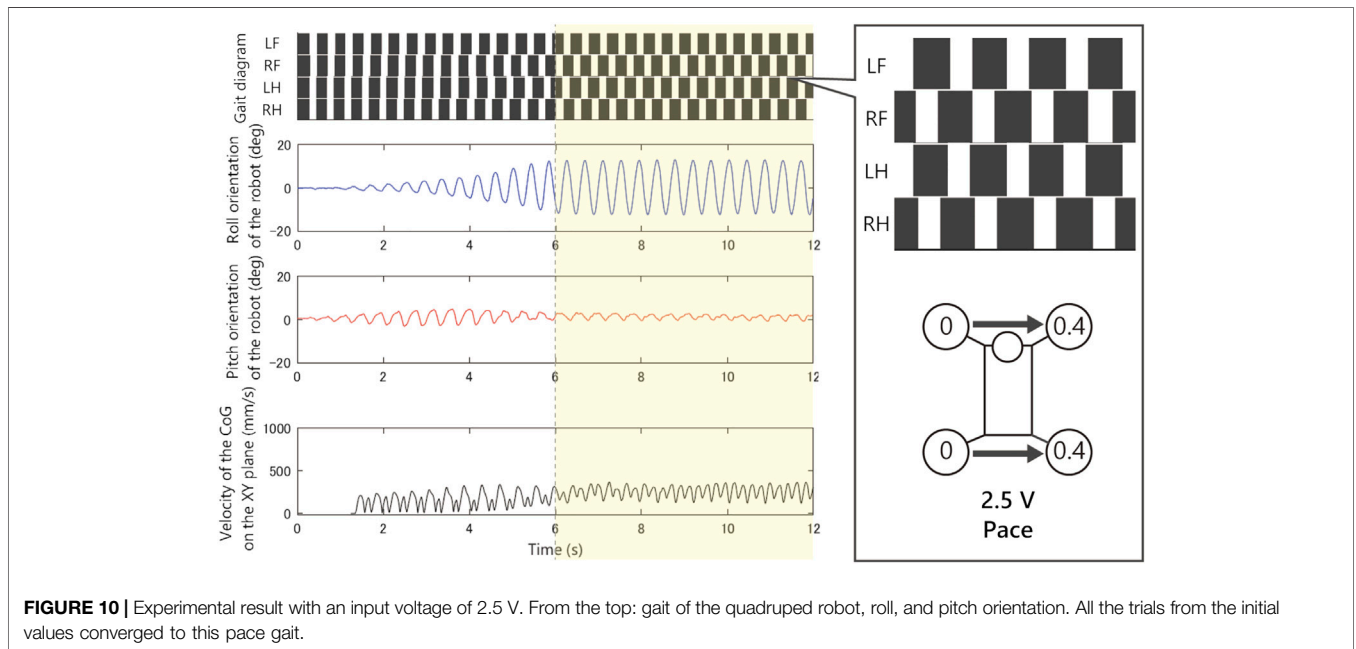 Gait diagram
LF
RF
LH
RH
Roll orientation
of the robot (deg)
20
0
−20
0 2 4 6 8 10 12
Pitch orientation
of the robot (deg)
20
0
−20
0 2 4 6 8 10 12
Velocity of the CoG
on the XY plane (mm/s)
1000
500
0
0 2 4 6 8 10 12
Time (s)
LF
RF
LH
RH
0 0.4
0 0.4
2.5 V
Pace
FIGURE 10 | Experimental result with an input voltage of 2.5 V. From the top: gait of the quadruped robot, roll, and pitch orientation. All the trials from the initial
values converged to this pace gait.